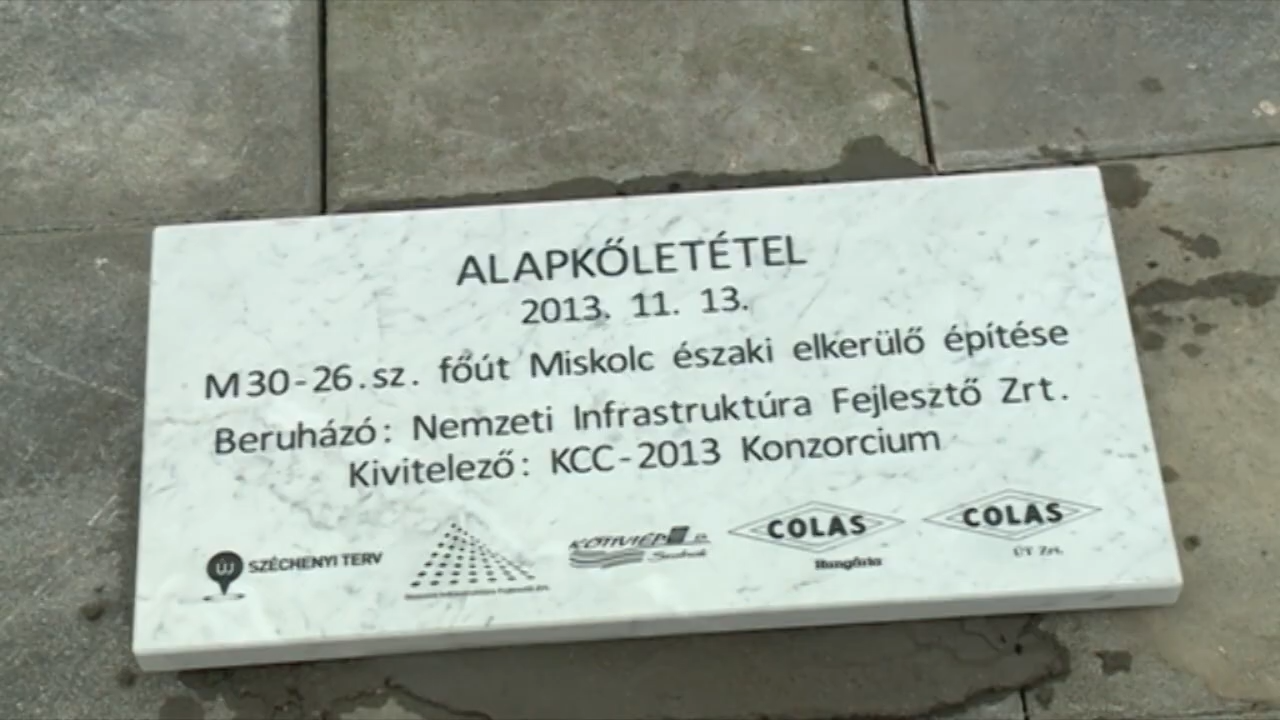 ALAPKŐLETÉTEL
2013. 11. 13.
M30-26.sz. főút Miskolc északi elkerülő építése
Beruházó: Nemzeti Infrastruktúra Fejlesztő Zrt.
Kivitelező: KCC-2013 Konzorcium
ÚJ SZÉCHENYI TERV
COLAS
Hungária
COLAS
ÚT Zrt.